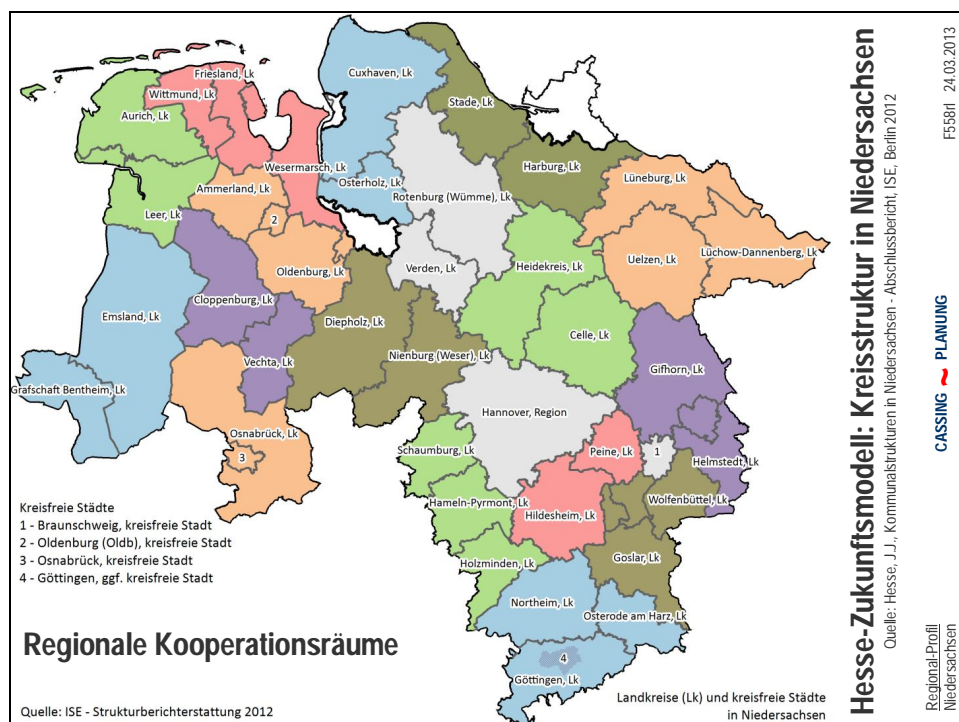 Friesland, Lk
Wittmund, Lk
Aurich, Lk
Cuxhaven, Lk
Stade, Lk
Wesermarsch, Lk
Osterholz, Lk
Harburg, Lk
Ammerland, Lk
Rotenburg (Wümme), Lk
Lüneburg, Lk
Leer, Lk
2
Oldenburg, Lk
Verden, Lk
Heidekreis, Lk
Uelzen, Lk
Lüchow-Dannenberg, Lk
Cloppenburg, Lk
Emsland, Lk
Diepholz, Lk
Celle, Lk
Vechta, Lk
Nienburg (Weser), Lk
Gifhorn, Lk
Grafschaft Bentheim, Lk
Hannover, Region
Osnabrück, Lk
3
Schaumburg, Lk
Peine, Lk
1
Helmstedt, Lk
Hameln-Pyrmont, Lk
Wolfenbüttel, Lk
Hildesheim, Lk
Goslar, Lk
Holzminden, Lk
Northeim, Lk
Osterode am Harz, Lk
4
Göttingen, Lk
Kreisfreie Städte
1 - Braunschweig, kreisfreie Stadt
2 - Oldenburg (Oldb), kreisfreie Stadt
3 - Osnabrück, kreisfreie Stadt
4 - Göttingen, ggf. kreisfreie Stadt
Regionale Kooperationsräume
Quelle: ISE - Strukturberichterstattung 2012
Landkreise (Lk) und kreisfreie Städte
in Niedersachsen
Hesse-Zukunftsmodell: Kreisstruktur in Niedersachsen
Quelle: Hesse, J.J., Kommunalstrukturen in Niedersachsen - Abschlussbericht, ISE, Berlin 2012
Regional-Profil
Niedersachsen
CASSING ~ PLANUNG
F558rl 24.03.2013